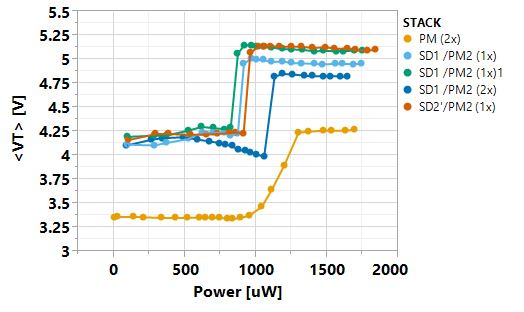 5.5
5.25
5
4.75
4.5
4.25
4
3.75
3.5
3.25
3
<VT> [V]
0 500 1000 1500 2000
Power [uW]
STACK
PM (2x)
SD1 /PM2 (1x)
SD1 /PM2 (1x)1
SD1 /PM2 (2x)
SD2'/PM2 (1x)